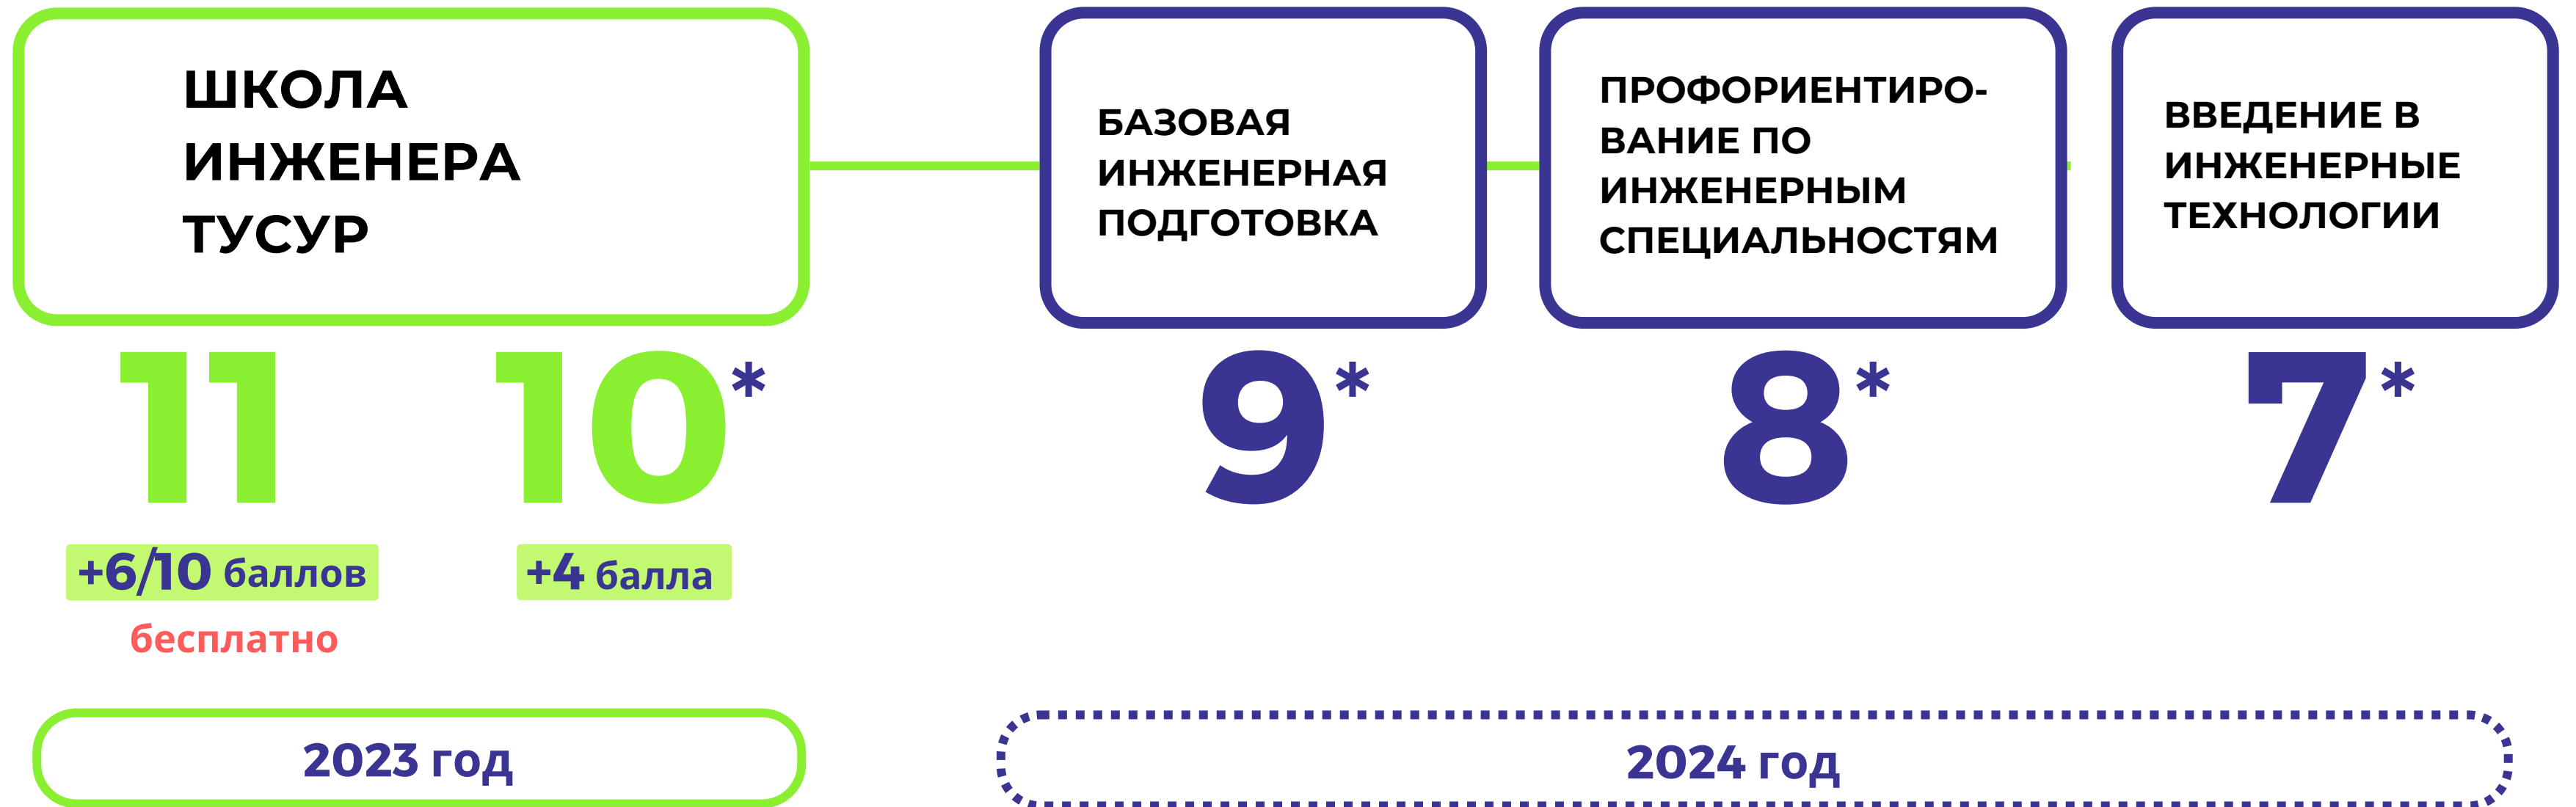 ШКОЛА
ИНЖЕНЕРА
ТУСУР
БАЗОВАЯ
ИНЖЕНЕРНАЯ
ПОДГОТОВКА
ПРОФОРИЕНТИРО-
ВАНИЕ ПО
ИНЖЕНЕРНЫМ
СПЕЦИАЛЬНОСТЯМ
ВВЕДЕНИЕ В
ИНЖЕНЕРНЫЕ
ТЕХНОЛОГИИ
11 10* 9* 8* 7*
+6/10 баллов +4 балла
бесплатно
2023 год 2024 год